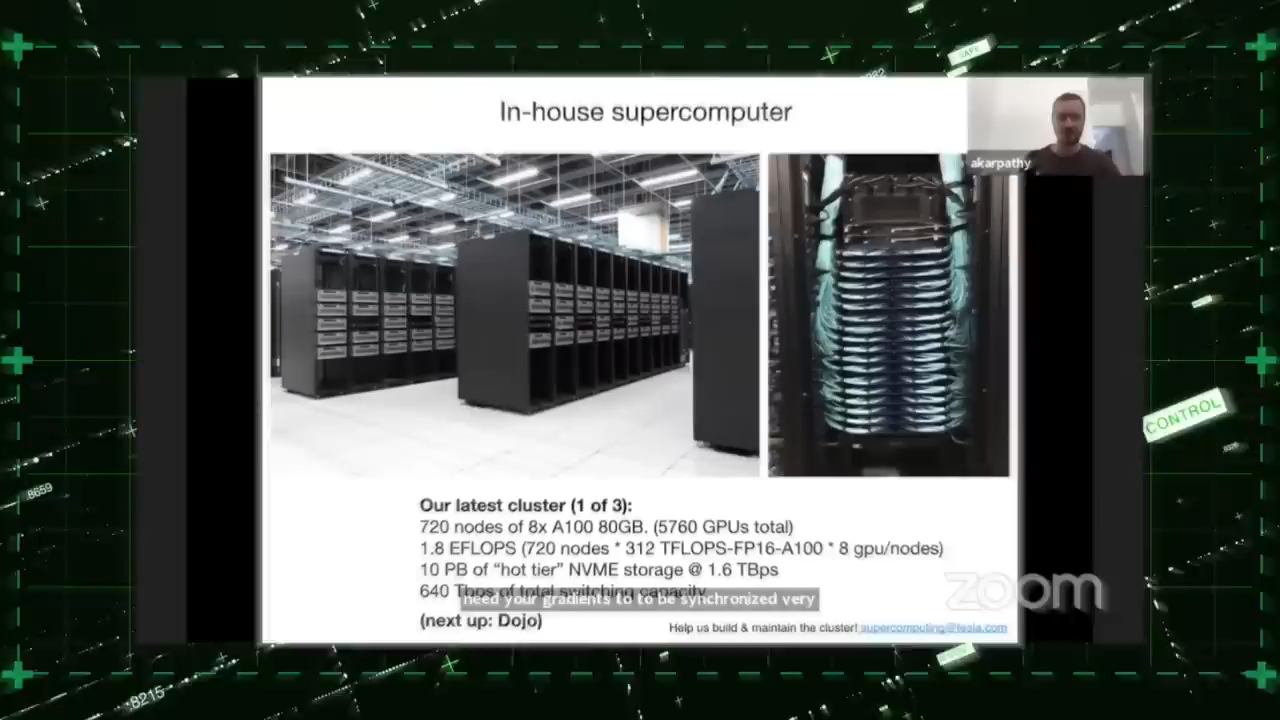 SAFE
In-house supercomputer
akarpathy
CONTROL
8659
Our latest cluster (1 of 3):
720 nodes of 8x A100 80GB. (5760 GPUs total)
1.8 EFLOPS (720 nodes * 312 TFLOPS-FP16-A100 * 8 gpu/nodes)
10 PB of “hot tier” NVME storage @ 1.6 TBps
640 Tbps of total switching capacity
need your gradients to to be synchronized very
zoom
(next up: Dojo)
Help us build & maintain the cluster! supercomputing@tesla.com
8215